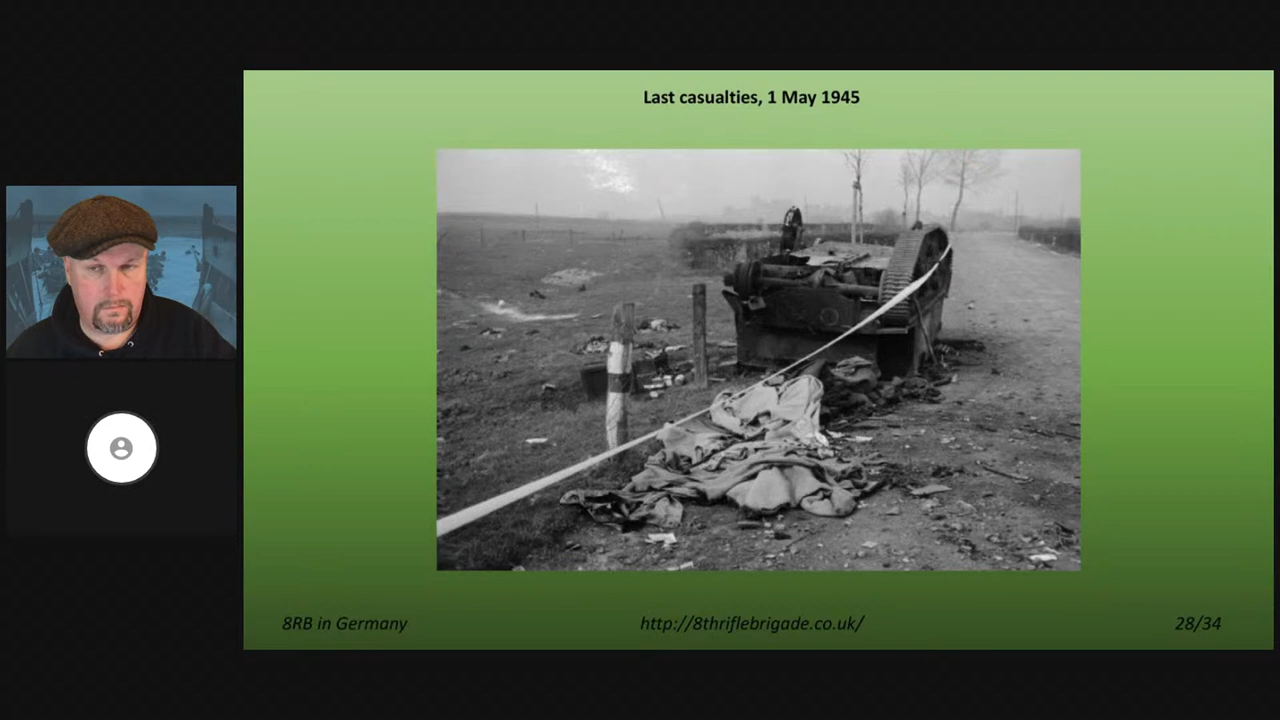 Last casualties, 1 May 1945
8RB in Germany
http://8thriflebrigade.co.uk/
28/34